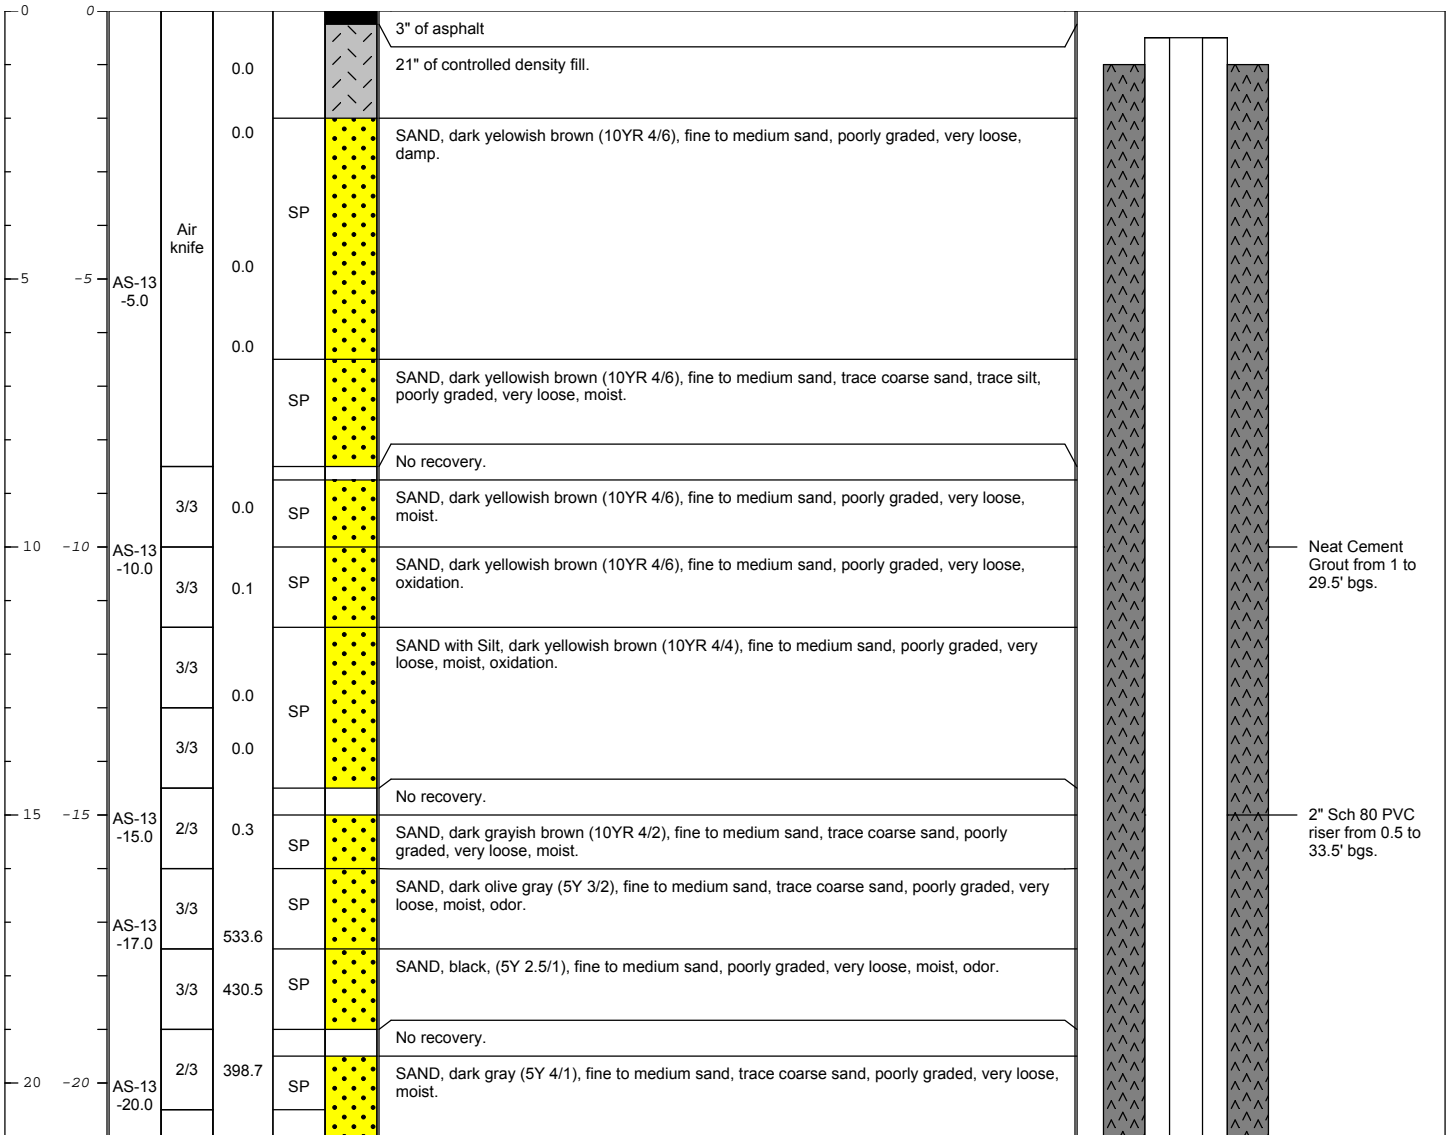 0 0
3" of asphalt
21" of controlled density fill.
0.0
0.0
SAND, dark yelowish brown (10YR 4/6), fine to medium sand, poorly graded, very loose,
damp.
SP
Air
knife
0.0
5 -5
AS-13
-5.0
0.0
SAND, dark yellowish brown (10YR 4/6), fine to medium sand, trace coarse sand, trace silt,
poorly graded, very loose, moist.
SP
No recovery.
SAND, dark yellowish brown (10YR 4/6), fine to medium sand, poorly graded, very loose,
moist.
3/3 0.0 SP
10 -10
AS-13
-10.0
Neat Cement
Grout from 1 to
29.5' bgs.
SAND, dark yellowish brown (10YR 4/6), fine to medium sand, poorly graded, very loose,
oxidation.
3/3 0.1 SP
SAND with Silt, dark yellowish brown (10YR 4/4), fine to medium sand, poorly graded, very
loose, moist, oxidation.
3/3
0.0
SP
3/3 0.0
No recovery.
15 -15
AS-13
-15.0
2/3 0.3
2" Sch 80 PVC
riser from 0.5 to
33.5' bgs.
SAND, dark grayish brown (10YR 4/2), fine to medium sand, trace coarse sand, poorly
graded, very loose, moist.
SP
SAND, dark olive gray (5Y 3/2), fine to medium sand, trace coarse sand, poorly graded, very
loose, moist, odor.
3/3 SP
AS-13
-17.0
533.6
SAND, black, (5Y 2.5/1), fine to medium sand, poorly graded, very loose, moist, odor.
3/3 430.5 SP
No recovery.
2/3 398.7
SAND, dark gray (5Y 4/1), fine to medium sand, trace coarse sand, poorly graded, very loose,
moist.
20 -20
AS-13
-20.0
SP